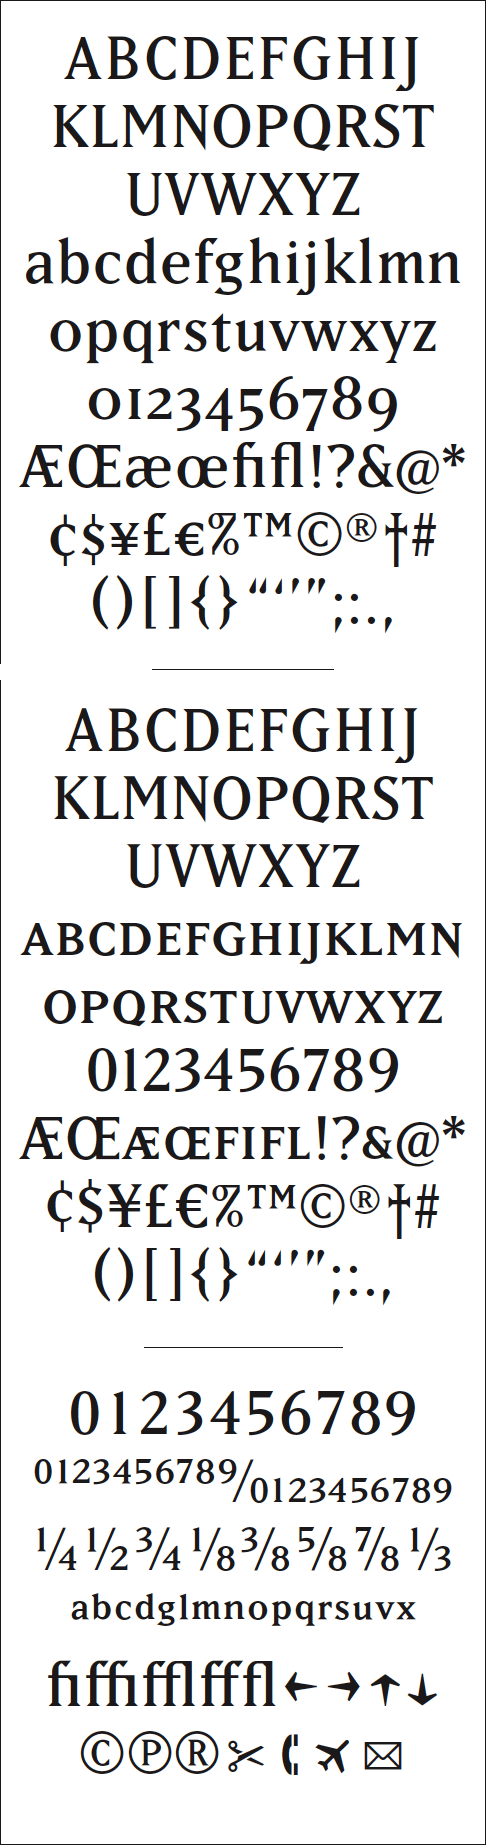 ABCDEFGHIJ
KLMNOPQRST
UVWXYZ
abcdefghijklmn
opqrstuvwxyz
0123456789
ÆŒæœfifl!?&@*
¢$¥£€%™©®†#
()[]{}“‘’”;:.,
ABCDEFGHIJ
KLMNOPQRST
UVWXYZ
ABCDEFGHIJKLMN
OPQRSTUVWXYZ
0123456789
ÆŒÆŒFIFL!?&@*
¢$¥£€%™©®†#
()[]{}“‘’”;:.,
0123456789
0123456789/0123456789
1/4 1/2 3/4 1/8 3/8 5/8 7/8 1/3
abcdglmnopqrsuvx
fiffifflfffl←→↑↓
©℗®✂✆✈✉